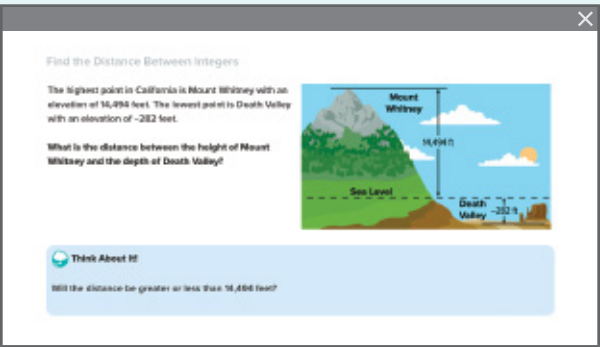 Find the Distance Between Integers
The highest point in California is Mount Whitney with an
elevation of 14,494 feet. The lowest point is Death Valley
with an elevation of −282 feet.
What is the distance between the height of Mount
Whitney and the depth of Death Valley?
Mount
Whitney
14,494 ft
Sea Level
Death
Valley
−282 ft
Think About It!
Will the distance be greater or less than 14,494 feet?